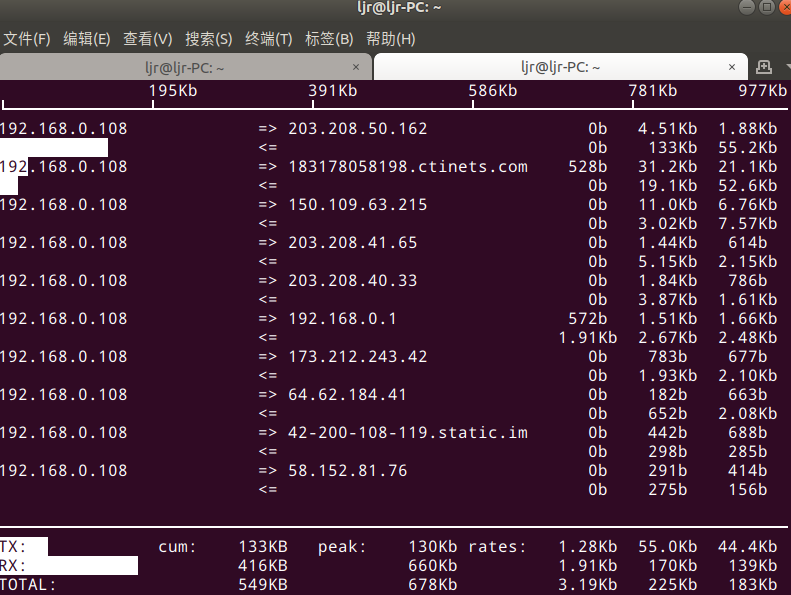 ljr@ljr-PC: ~
文件(F) 编辑(E) 查看(V) 搜索(S) 终端(T) 标签(B) 帮助(H)
ljr@ljr-PC: ~ × ljr@ljr-PC: ~ ×
195Kb 391Kb 586Kb 781Kb 977Kb
192.168.0.108 => 203.208.50.162 0b 4.51Kb 1.88Kb
<= 0b 133Kb 55.2Kb
192.168.0.108 => 183178058198.ctinets.com 528b 31.2Kb 21.1Kb
<= 0b 19.1Kb 52.6Kb
192.168.0.108 => 150.109.63.215 0b 11.0Kb 6.76Kb
<= 0b 3.02Kb 7.57Kb
192.168.0.108 => 203.208.41.65 0b 1.44Kb 614b
<= 0b 5.15Kb 2.15Kb
192.168.0.108 => 203.208.40.33 0b 1.84Kb 786b
<= 0b 3.87Kb 1.61Kb
192.168.0.108 => 192.168.0.1 572b 1.51Kb 1.66Kb
<= 1.91Kb 2.67Kb 2.48Kb
192.168.0.108 => 173.212.243.42 0b 783b 677b
<= 0b 1.93Kb 2.10Kb
192.168.0.108 => 64.62.184.41 0b 182b 663b
<= 0b 652b 2.08Kb
192.168.0.108 => 42-200-108-119.static.im 0b 442b 688b
<= 0b 298b 285b
192.168.0.108 => 58.152.81.76 0b 291b 414b
<= 0b 275b 156b
TX: cum: 133KB peak: 130Kb rates: 1.28Kb 55.0Kb 44.4Kb
RX: 416KB 660Kb 1.91Kb 170Kb 139Kb
TOTAL: 549KB 678Kb 3.19Kb 225Kb 183Kb